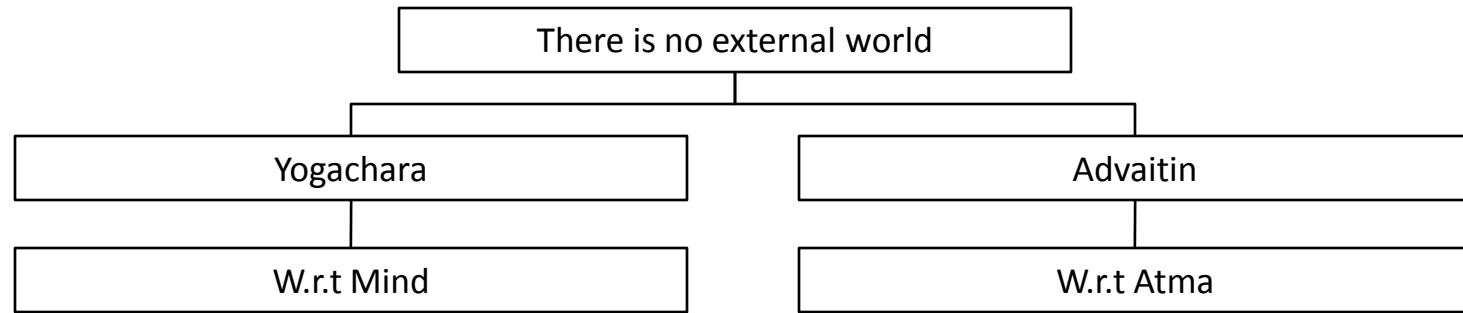 There is no external world
Yogachara
Advaitin
W.r.t Mind
W.r.t Atma